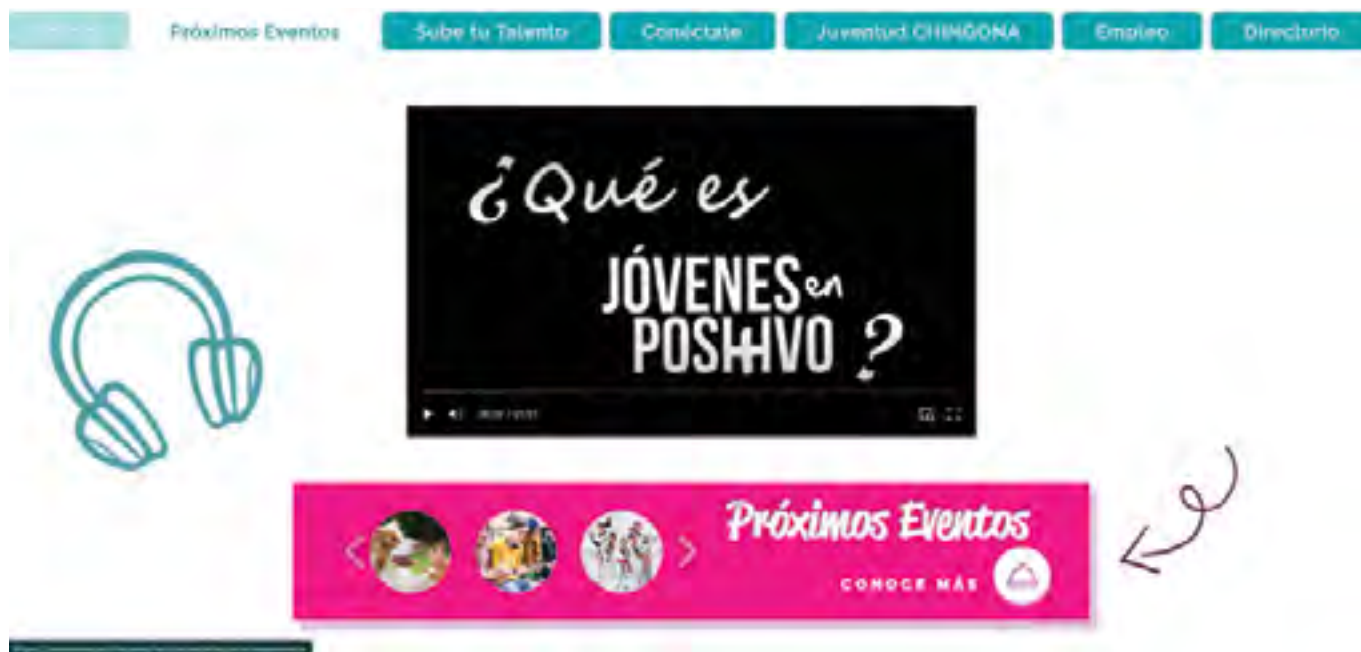 Próximos Eventos
Sube tu Talento
Conéctate
Juventud CHINGONA
Empleo
Directorio
¿Qué es
JÓVENES en
POSITIVO ?
Próximos Eventos
CONOCE MÁS